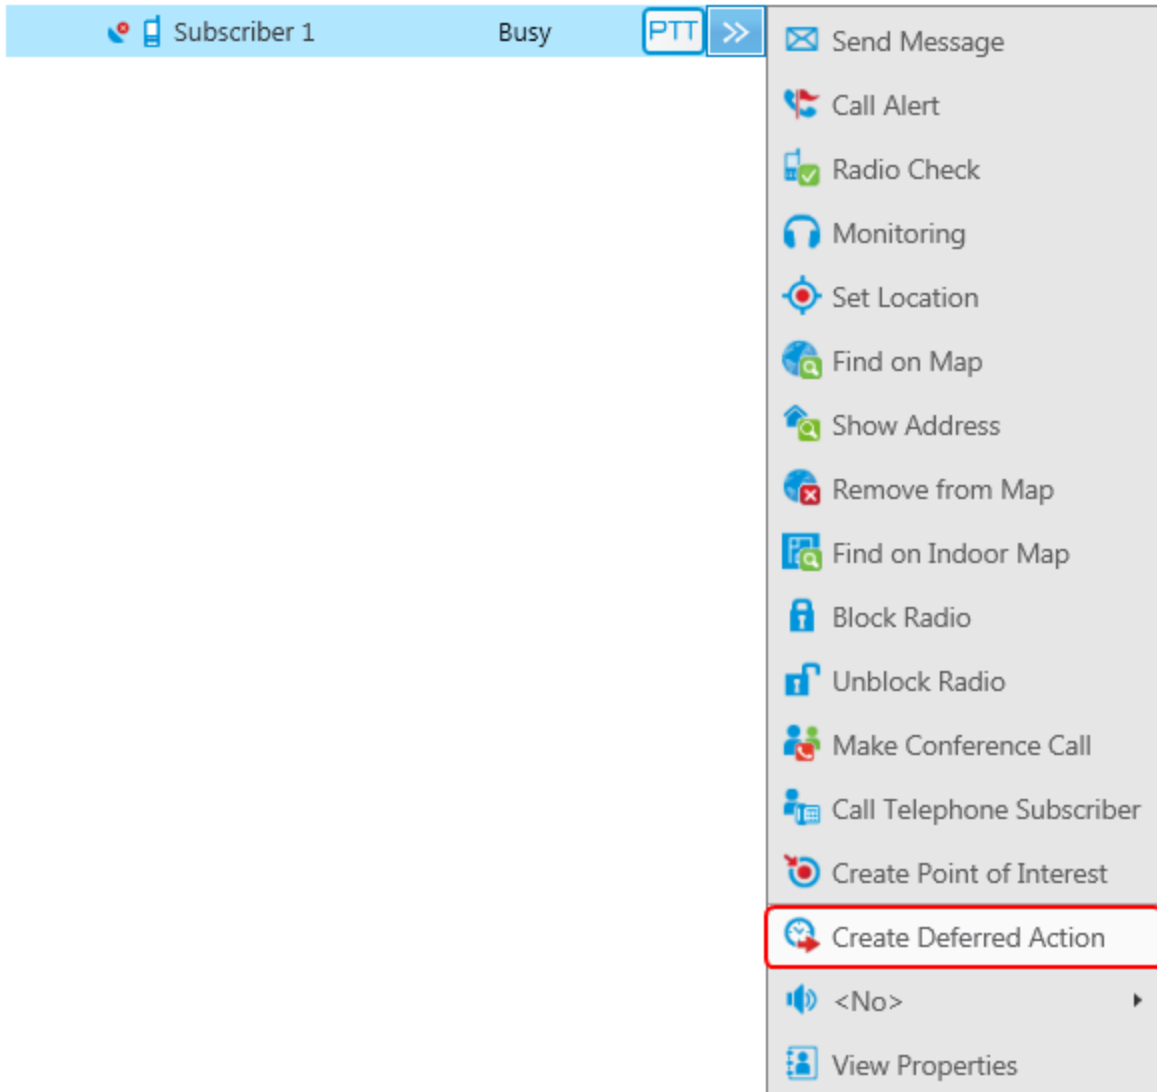 Subscriber 1 Busy PTT
Send Message
Call Alert
Radio Check
Monitoring
Set Location
Find on Map
Show Address
Remove from Map
Find on Indoor Map
Block Radio
Unblock Radio
Make Conference Call
Call Telephone Subscriber
Create Point of Interest
Create Deferred Action
<No>
View Properties